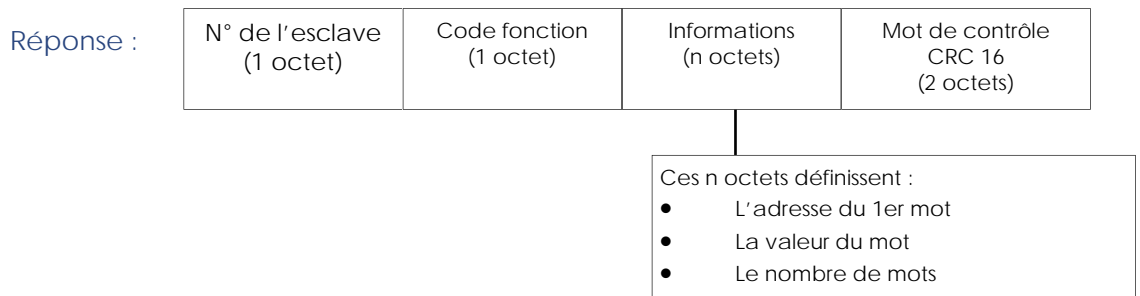 Réponse :
N° de l'esclave
(1 octet)
Code fonction
(1 octet)
Informations
(n octets)
Mot de contrôle
CRC 16
(2 octets)
Ces n octets définissent :
● L'adresse du 1er mot
● La valeur du mot
● Le nombre de mots